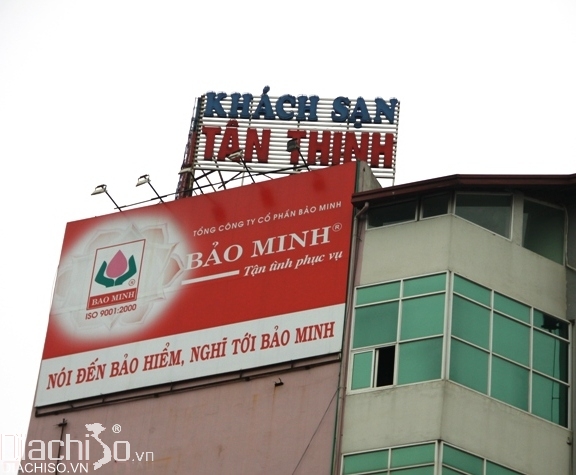 KHÁCH SẠN
TÂN THỊNH
TỔNG CÔNG TY CỔ PHẦN BẢO MINH
BẢO MINH®
Tận tình phục vụ
BAO MINH ®
ISO 9001:2000
NÓI ĐẾN BẢO HIỂM, NGHĨ TỚI BẢO MINH
DiachiSo.vn
DIACHISO.VN